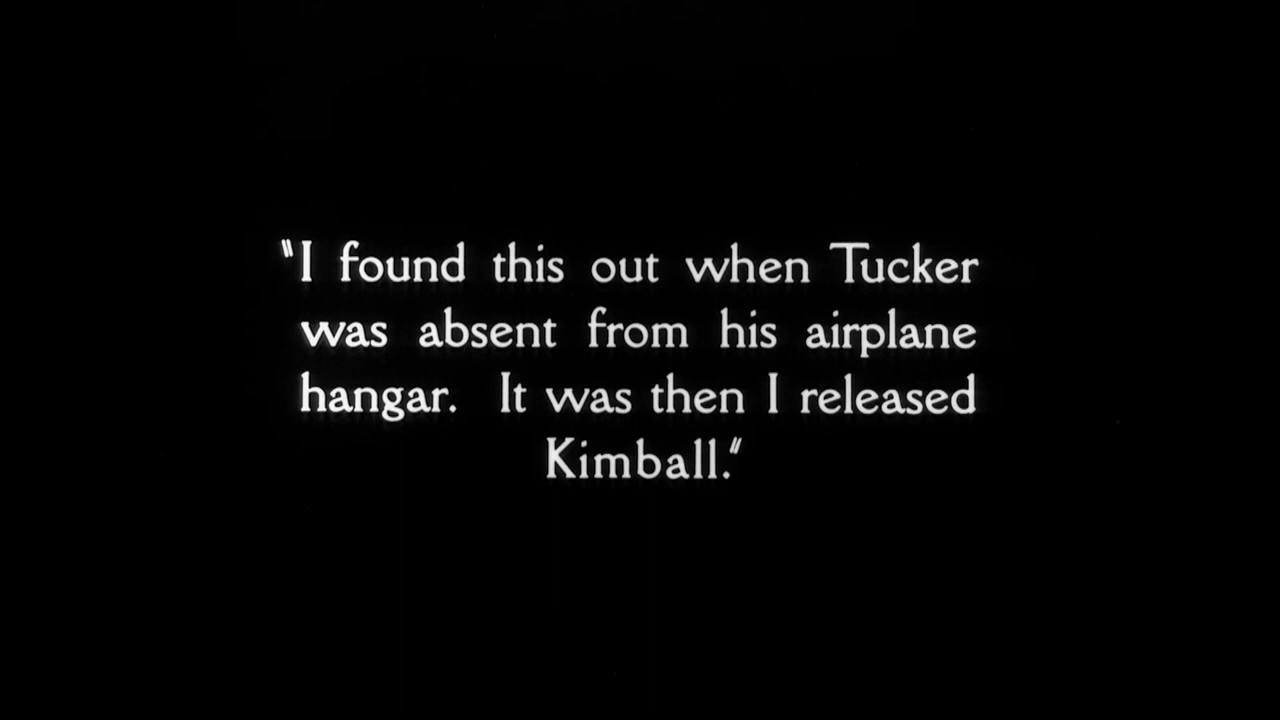 "I found this out when Tucker
was absent from his airplane
hangar. It was then I released
Kimball."